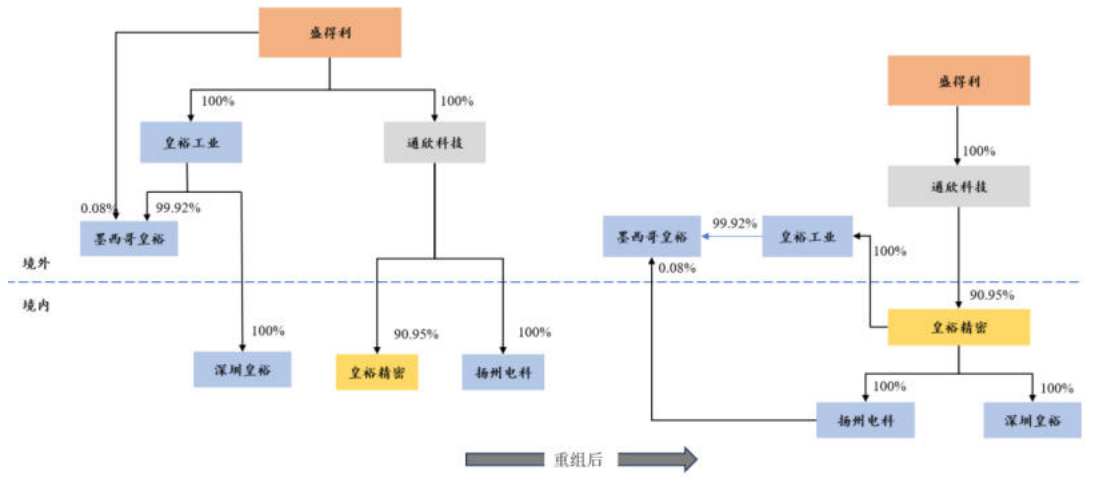 盛得利
100%
100%
皇裕工业
通欣科技
0.08%
99.92%
墨西哥皇裕
境外
境内
100%
90.95%
100%
深圳皇裕
皇裕精密
扬州电科
盛得利
100%
通欣科技
墨西哥皇裕
99.92%
皇裕工业
100%
0.08%
90.95%
皇裕精密
100%
100%
扬州电科
深圳皇裕
重组后